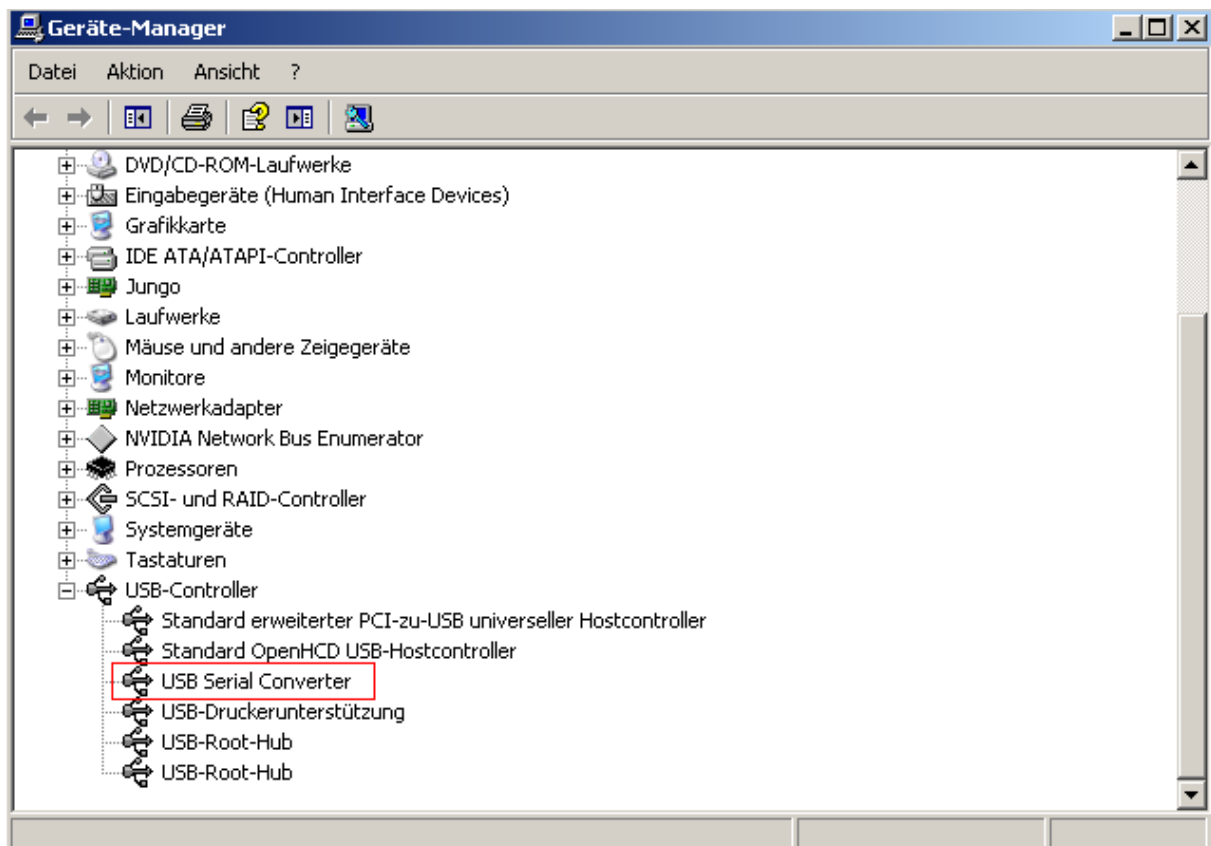 Geräte-Manager
Datei Aktion Ansicht ?
DVD/CD-ROM-Laufwerke
Eingabegeräte (Human Interface Devices)
Grafikkarte
IDE ATA/ATAPI-Controller
Jungo
Laufwerke
Mäuse und andere Zeigegeräte
Monitore
Netzwerkadapter
NVIDIA Network Bus Enumerator
Prozessoren
SCSI- und RAID-Controller
Systemgeräte
Tastaturen
USB-Controller
Standard erweiterter PCI-zu-USB universeller Hostcontroller
Standard OpenHCD USB-Hostcontroller
USB Serial Converter
USB-Druckerunterstützung
USB-Root-Hub
USB-Root-Hub